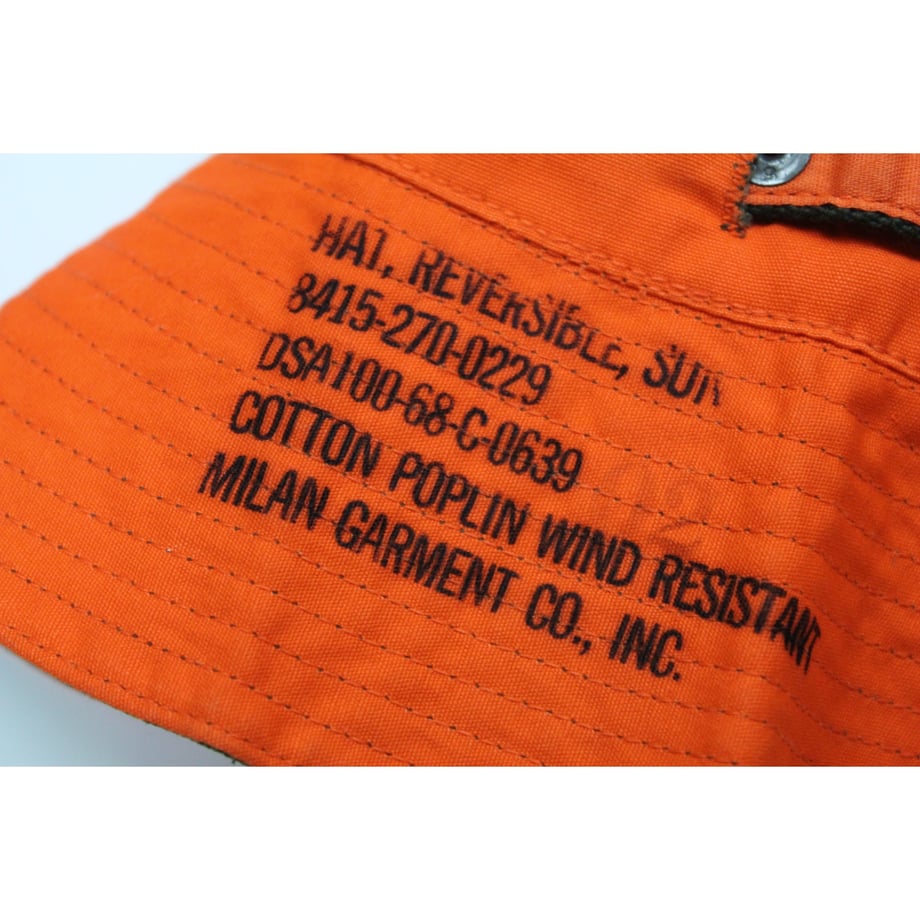 HAT, REVERSIBLE, SUN
8415-270-0229
DSA100-68-C-0639
COTTON POPLIN WIND RESISTANT
MILAN GARMENT CO., INC.